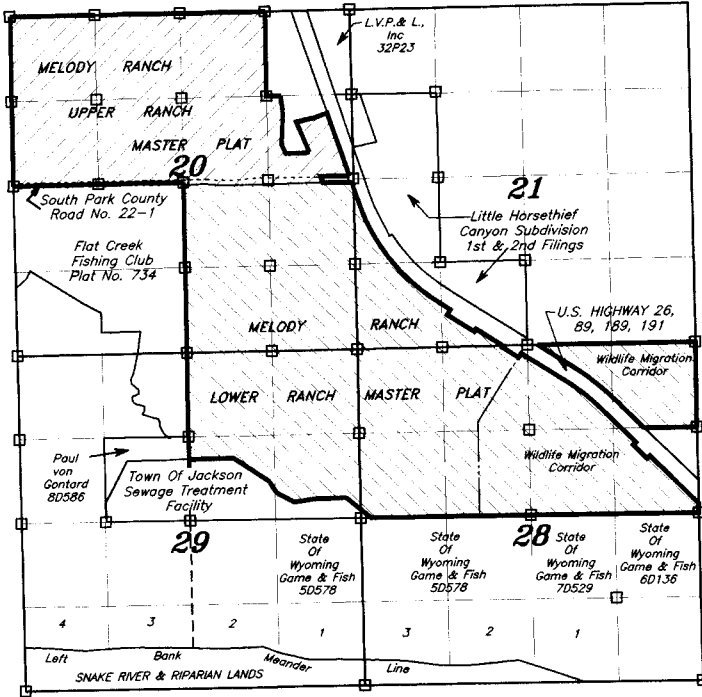 L.V.P.& L.,
Inc
32P23
MELODY RANCH
UPPER RANCH
MASTER PLAT
20
21
South Park County
Road No. 22-1
Little Horsethief
Canyon Subdivision
1st & 2nd Filings
Flat Creek
Fishing Club
Plat No. 734
U.S. HIGHWAY 26,
89, 189, 191
MELODY RANCH
Wildlife Migration
Corridor
LOWER RANCH MASTER PLAT
Paul
von
Gontard
8D586
Town Of Jackson
Sewage Treatment
Facility
Wildlife Migration
Corridor
29
28
State
Of
Wyoming
Game & Fish
5D578
State
Of
Wyoming
Game & Fish
5D578
State
Of
Wyoming
Game & Fish
7D529
State
Of
Wyoming
Game & Fish
6D136
4 3 2 1 3 2 1
Left Bank Meander Line
SNAKE RIVER & RIPARIAN LANDS